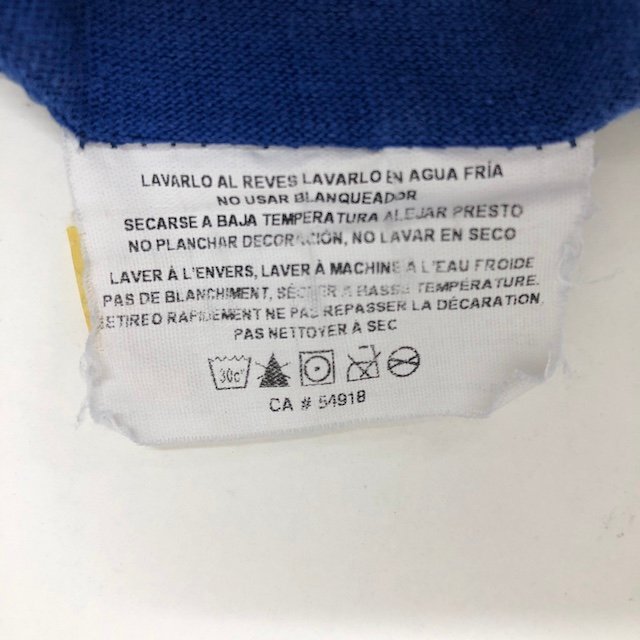 LAVARLO AL REVES LAVARLO EN AGUA FRÍA
NO USAR BLANQUEADOR
SECARSE A BAJA TEMPERATURA ALEJAR PRESTO
NO PLANCHAR DECORACIÓN, NO LAVAR EN SECO
LAVER À L'ENVERS, LAVER À MACHINE A L'EAU FROIDE
PAS DE BLANCHIMENT, SÉCHER A BASSE TEMPÉRATURE.
RETIREO RAPIDEMENT NE PAS REPASSER LA DÉCARATION.
PAS NETTOYER À SEC
30c°
CA # 54918